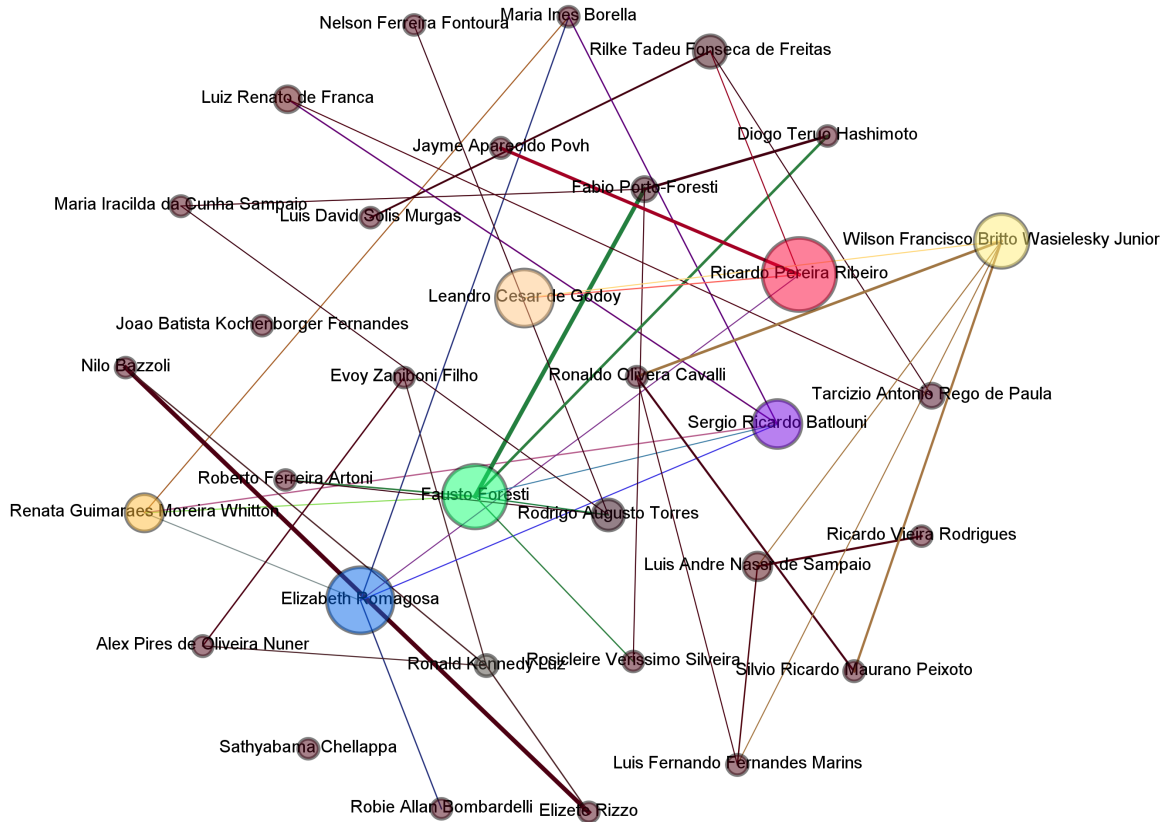 Maria Ines Borella
Nelson Ferreira Fontoura
Rilke Tadeu Fonseca de Freitas
Luiz Renato de Franca
Diogo Teruo Hashimoto
Jayme Aparecido Povh
Fabio Porto-Foresti
Maria Iracilda da Cunha Sampaio
Luis David Solis Murgas
Wilson Francisco Britto Wasielesky Junior
Ricardo Pereira Ribeiro
Leandro Cesar de Godoy
Joao Batista Kochenborger Fernandes
Nilo Bazzoli
Evoy Zaniboni Filho
Ronaldo Olivera Cavalli
Tarcizio Antonio Rego de Paula
Sergio Ricardo Batlouni
Roberto Ferreira Artoni
Fausto Foresti
Renata Guimaraes Moreira Whitton
Rodrigo Augusto Torres
Ricardo Vieira Rodrigues
Luis Andre Nassr de Sampaio
Elizabeth Romagosa
Alex Pires de Oliveira Nuner
Ronald Kennedy Luz
Rosicleire Verissimo Silveira
Silvio Ricardo Maurano Peixoto
Sathyabama Chellappa
Luis Fernando Fernandes Marins
Robie Allan Bombardelli
Elizete Rizzo